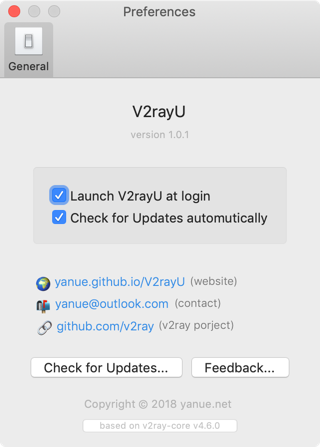 Preferences
General
V2rayU
version 1.0.1
Launch V2rayU at login
Check for Updates automutically
yanue.github.io/V2rayU (website)
yanue@outlook.com (contact)
github.com/v2ray (v2ray porject)
Check for Updates... Feedback...
Copyright © 2018 yanue.net
based on v2ray-core v4.6.0